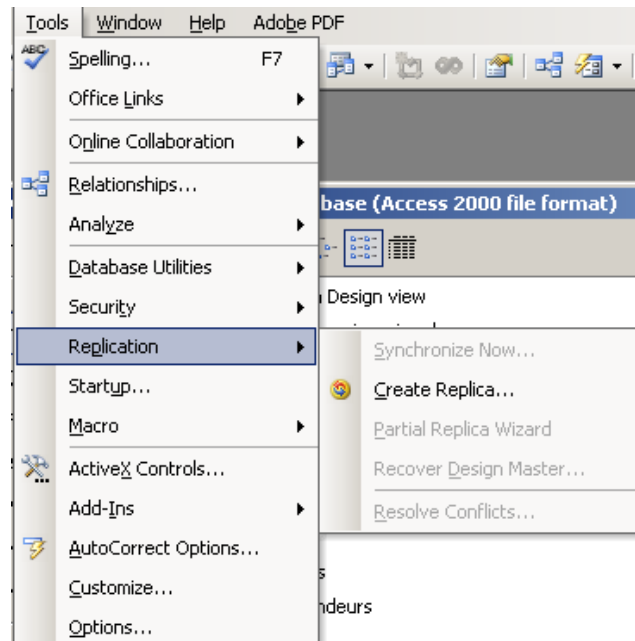 Tools Window Help Adobe PDF
ABC
Spelling... F7
Office Links
Online Collaboration
Relationships...
base (Access 2000 file format)
Analyze
Database Utilities
Design view
Security
Replication
Synchronize Now...
Startup...
Create Replica...
Macro
Partial Replica Wizard
ActiveX Controls...
Recover Design Master...
Add-Ins
Resolve Conflicts...
AutoCorrect Options...
s
Customize...
ndeurs
Options...